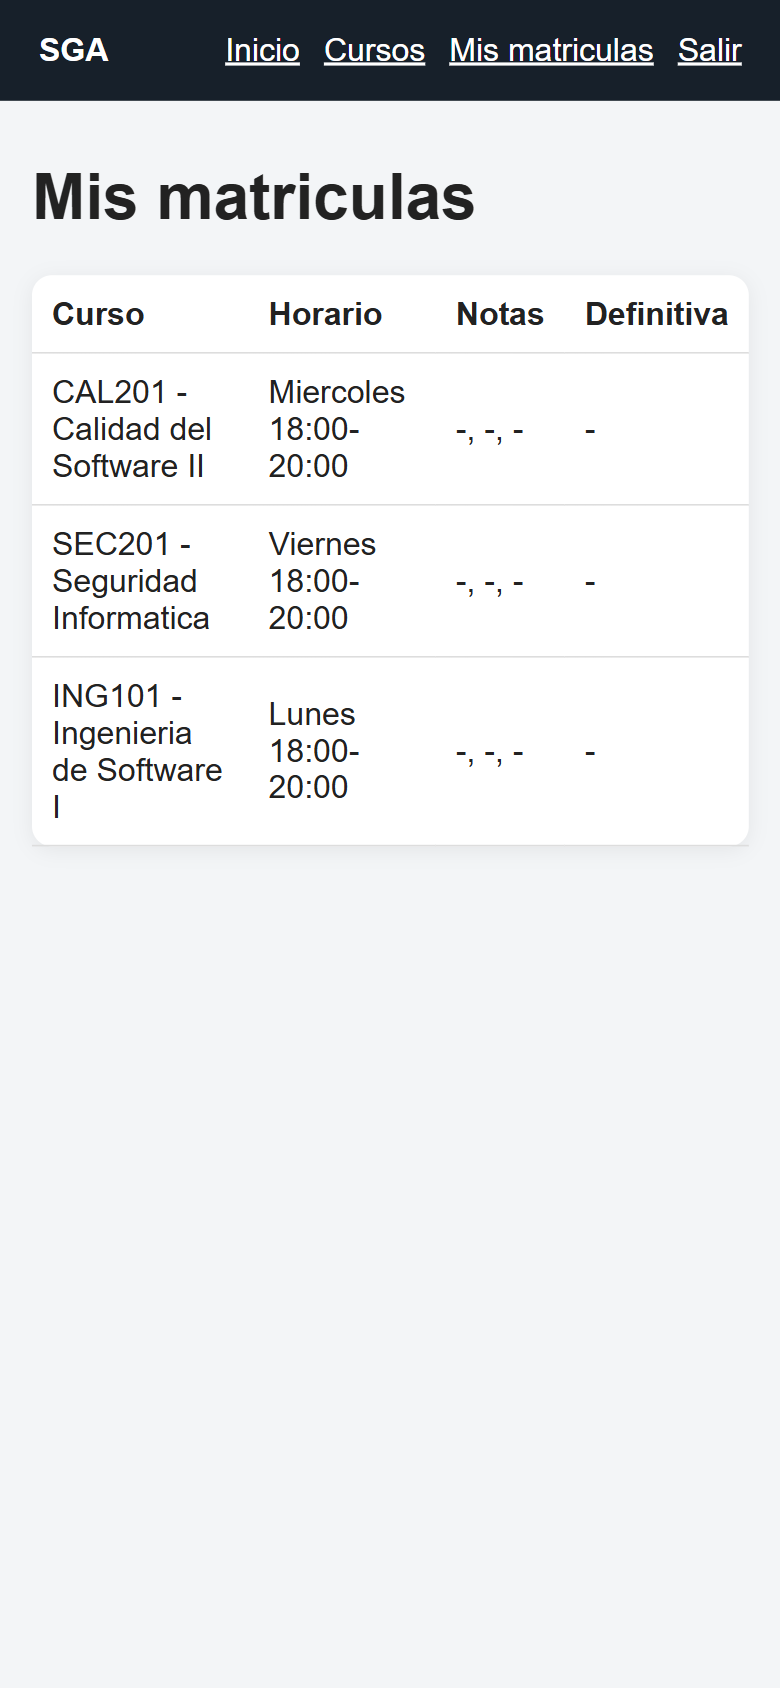 SGA Inicio Cursos Mis matriculas Salir
Mis matriculas
Curso Horario Notas Definitiva
CAL201 -
Calidad del
Software II
Miercoles
18:00-
20:00
-, -, -
-
SEC201 -
Seguridad
Informatica
Viernes
18:00-
20:00
-, -, -
-
ING101 -
Ingenieria
de Software
I
Lunes
18:00-
20:00
-, -, -
-